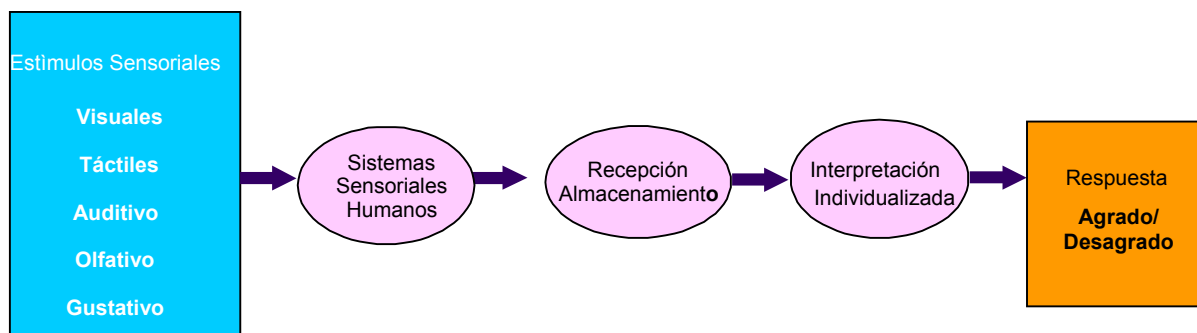 Estìmulos Sensoriales
Visuales
Táctiles
Auditivo
Olfativo
Gustativo
Sistemas
Sensoriales
Humanos
Recepción
Almacenamiento
Interpretación
Individualizada
Respuesta
Agrado/
Desagrado